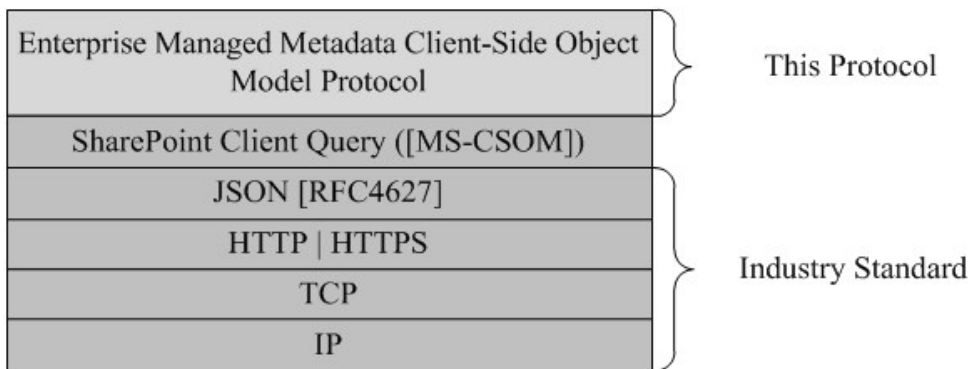 Enterprise Managed Metadata Client-Side Object
Model Protocol
This Protocol
SharePoint Client Query ([MS-CSOM])
JSON [RFC4627]
HTTP | HTTPS
TCP
IP
Industry Standard